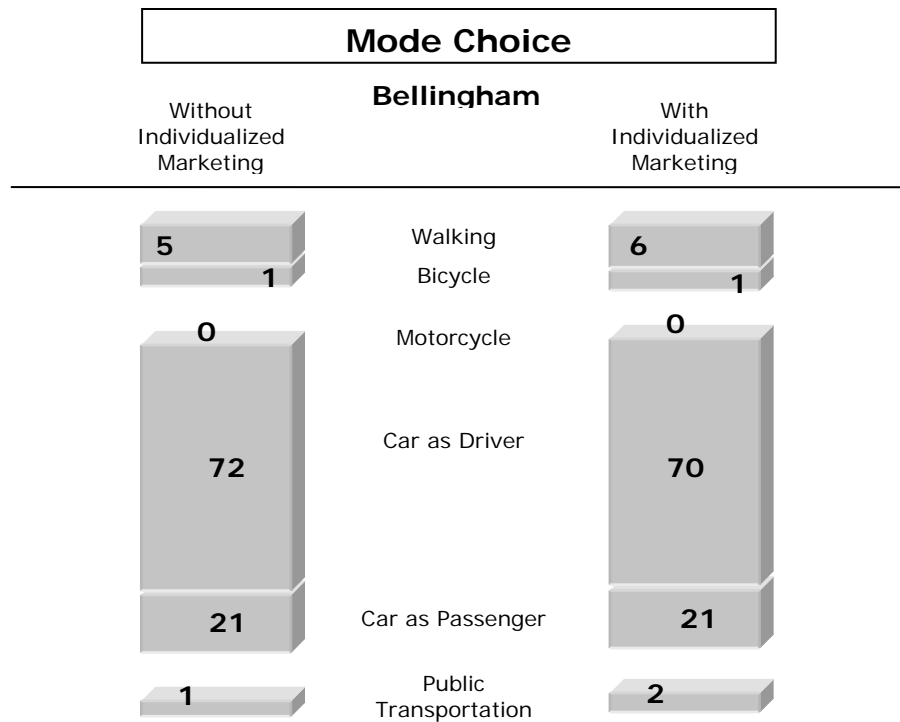 Mode Choice
Bellingham
Without
Individualized
Marketing
With
Individualized
Marketing
5
Walking
6
1
Bicycle
1
0
Motorcycle
0
72
Car as Driver
70
21
Car as Passenger
21
1
Public
Transportation
2